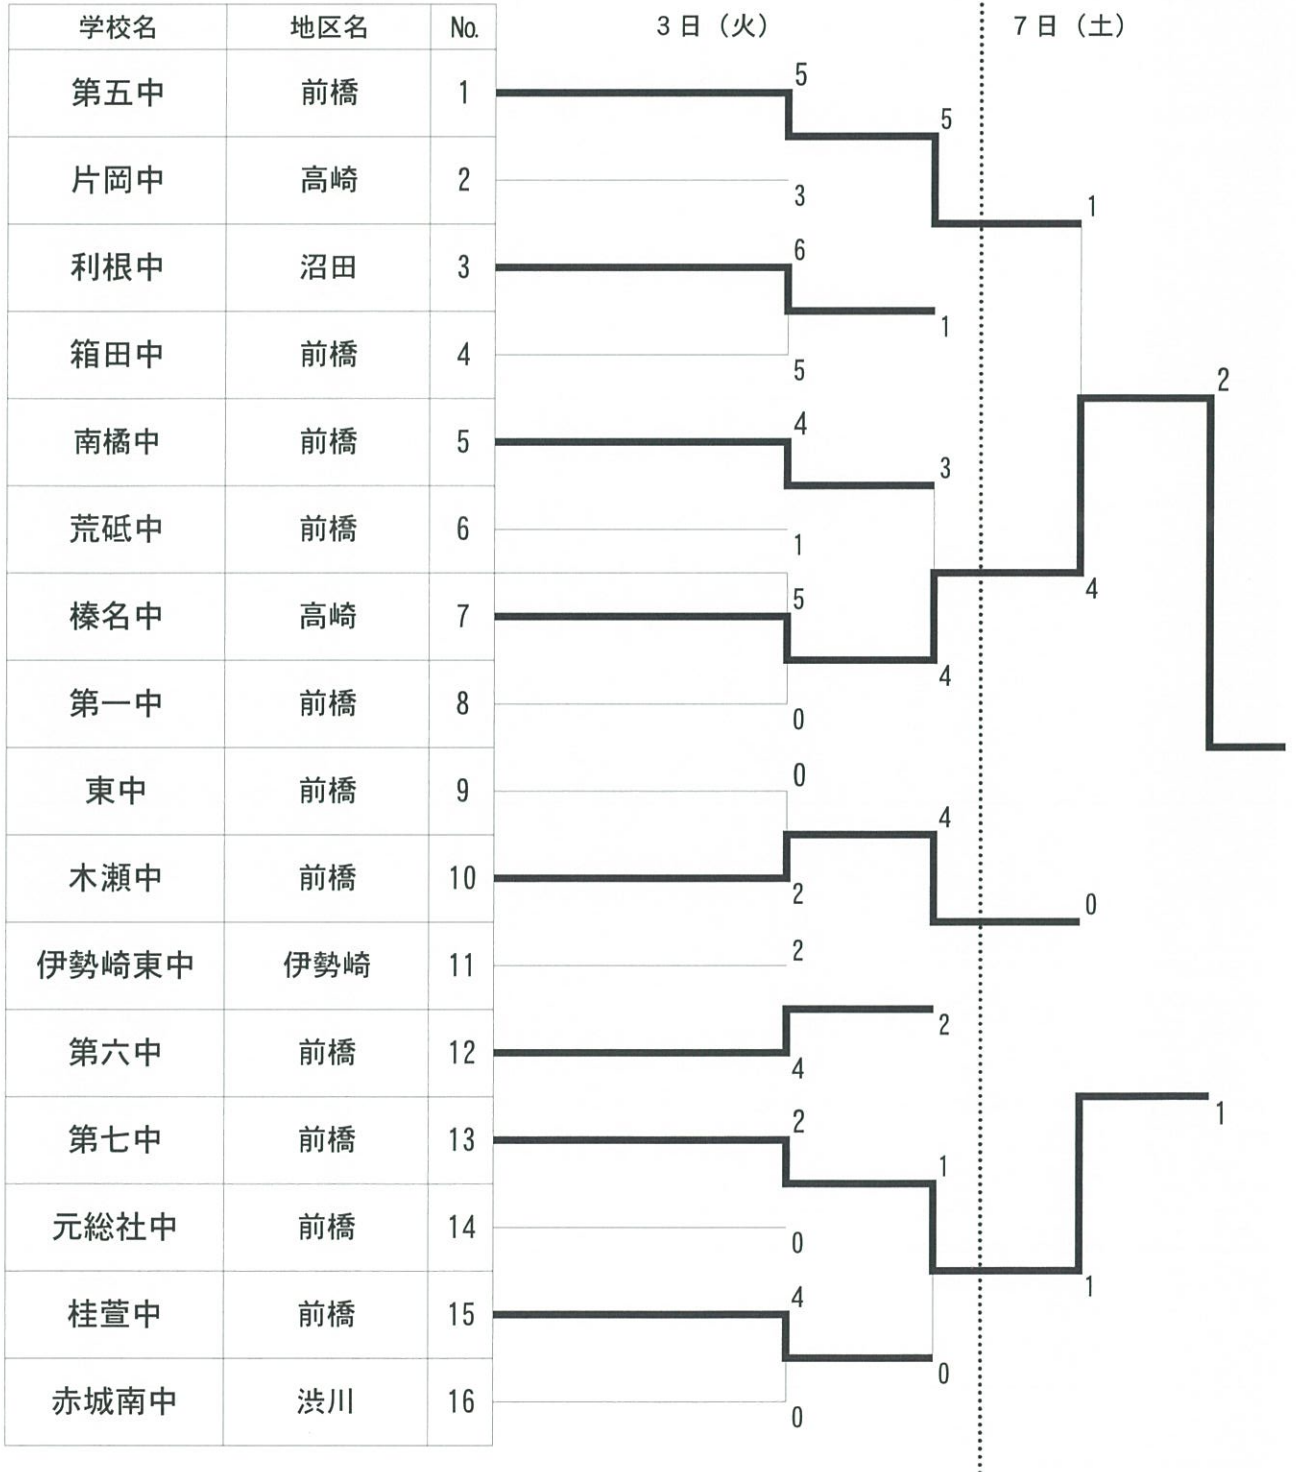 学校名 地区名 No. 3日（火） 7日（土）
5
第五中 前橋 1
5
片岡中 高崎 2
3
1
6
利根中 沼田 3
1
箱田中 前橋 4
5
2
4
南橘中 前橋 5
3
荒砥中 前橋 6
1
5
4
榛名中 高崎 7
4
第一中 前橋 8
0
0
東中 前橋 9
4
木瀬中 前橋 10
2
0
2
伊勢崎東中 伊勢崎 11
2
第六中 前橋 12
4
1
2
第七中 前橋 13
1
元総社中 前橋 14
0
1
4
桂萱中 前橋 15
0
赤城南中 渋川 16
0